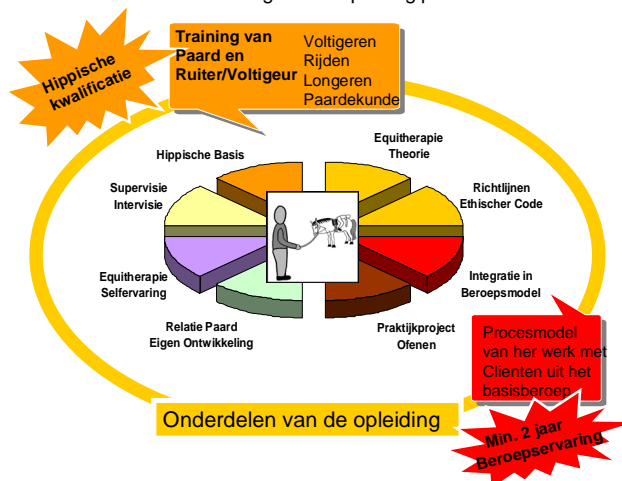 Hippische
kwalificatie
Training van
Paard en
Ruiter/Voltigeur
Voltigeren
Rijden
Longeren
Paardekunde
Hippische Basis
Equitherapie
Theorie
Supervisie
Intervisie
Richtlijnen
Ethischer Code
Equitherapie
Selfervaring
Integratie in
Beroepsmodel
Relatie Paard
Eigen Ontwikkeling
Praktijkproject
Ofenen
Procesmodel
van her werk met
Clienten uit het
basisberoep
Onderdelen van de opleiding
Min. 2 jaar
Beroepservaring